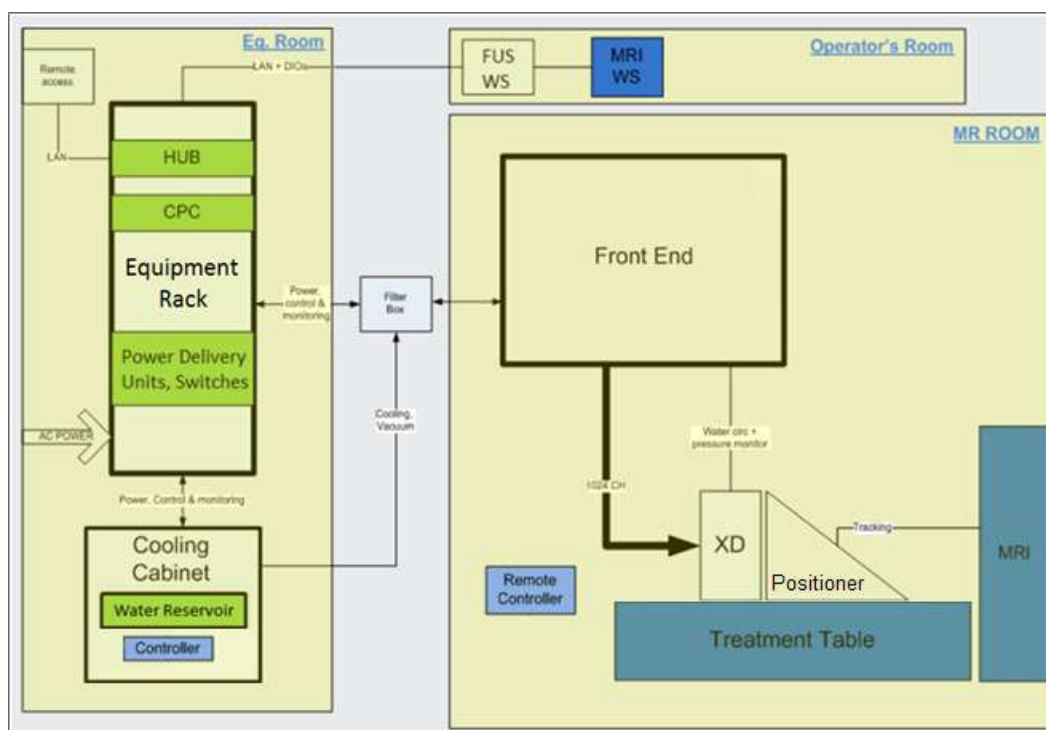 Eq. Room
Remote
access
LAN
LAN + DIOs
HUB
CPC
Equipment
Rack
Power Delivery
Units, Switches
AC POWER
Power, Control & monitoring
Cooling
Cabinet
Water Reservoir
Controller
Power,
control &
monitoring
Filter
Box
Cooling,
Vacuum
Operator's Room
FUS
WS
MRI
WS
MR ROOM
Front End
Water circ +
pressure monitor
1024 CH
XD
Positioner
Tracking
MRI
Remote
Controller
Treatment Table